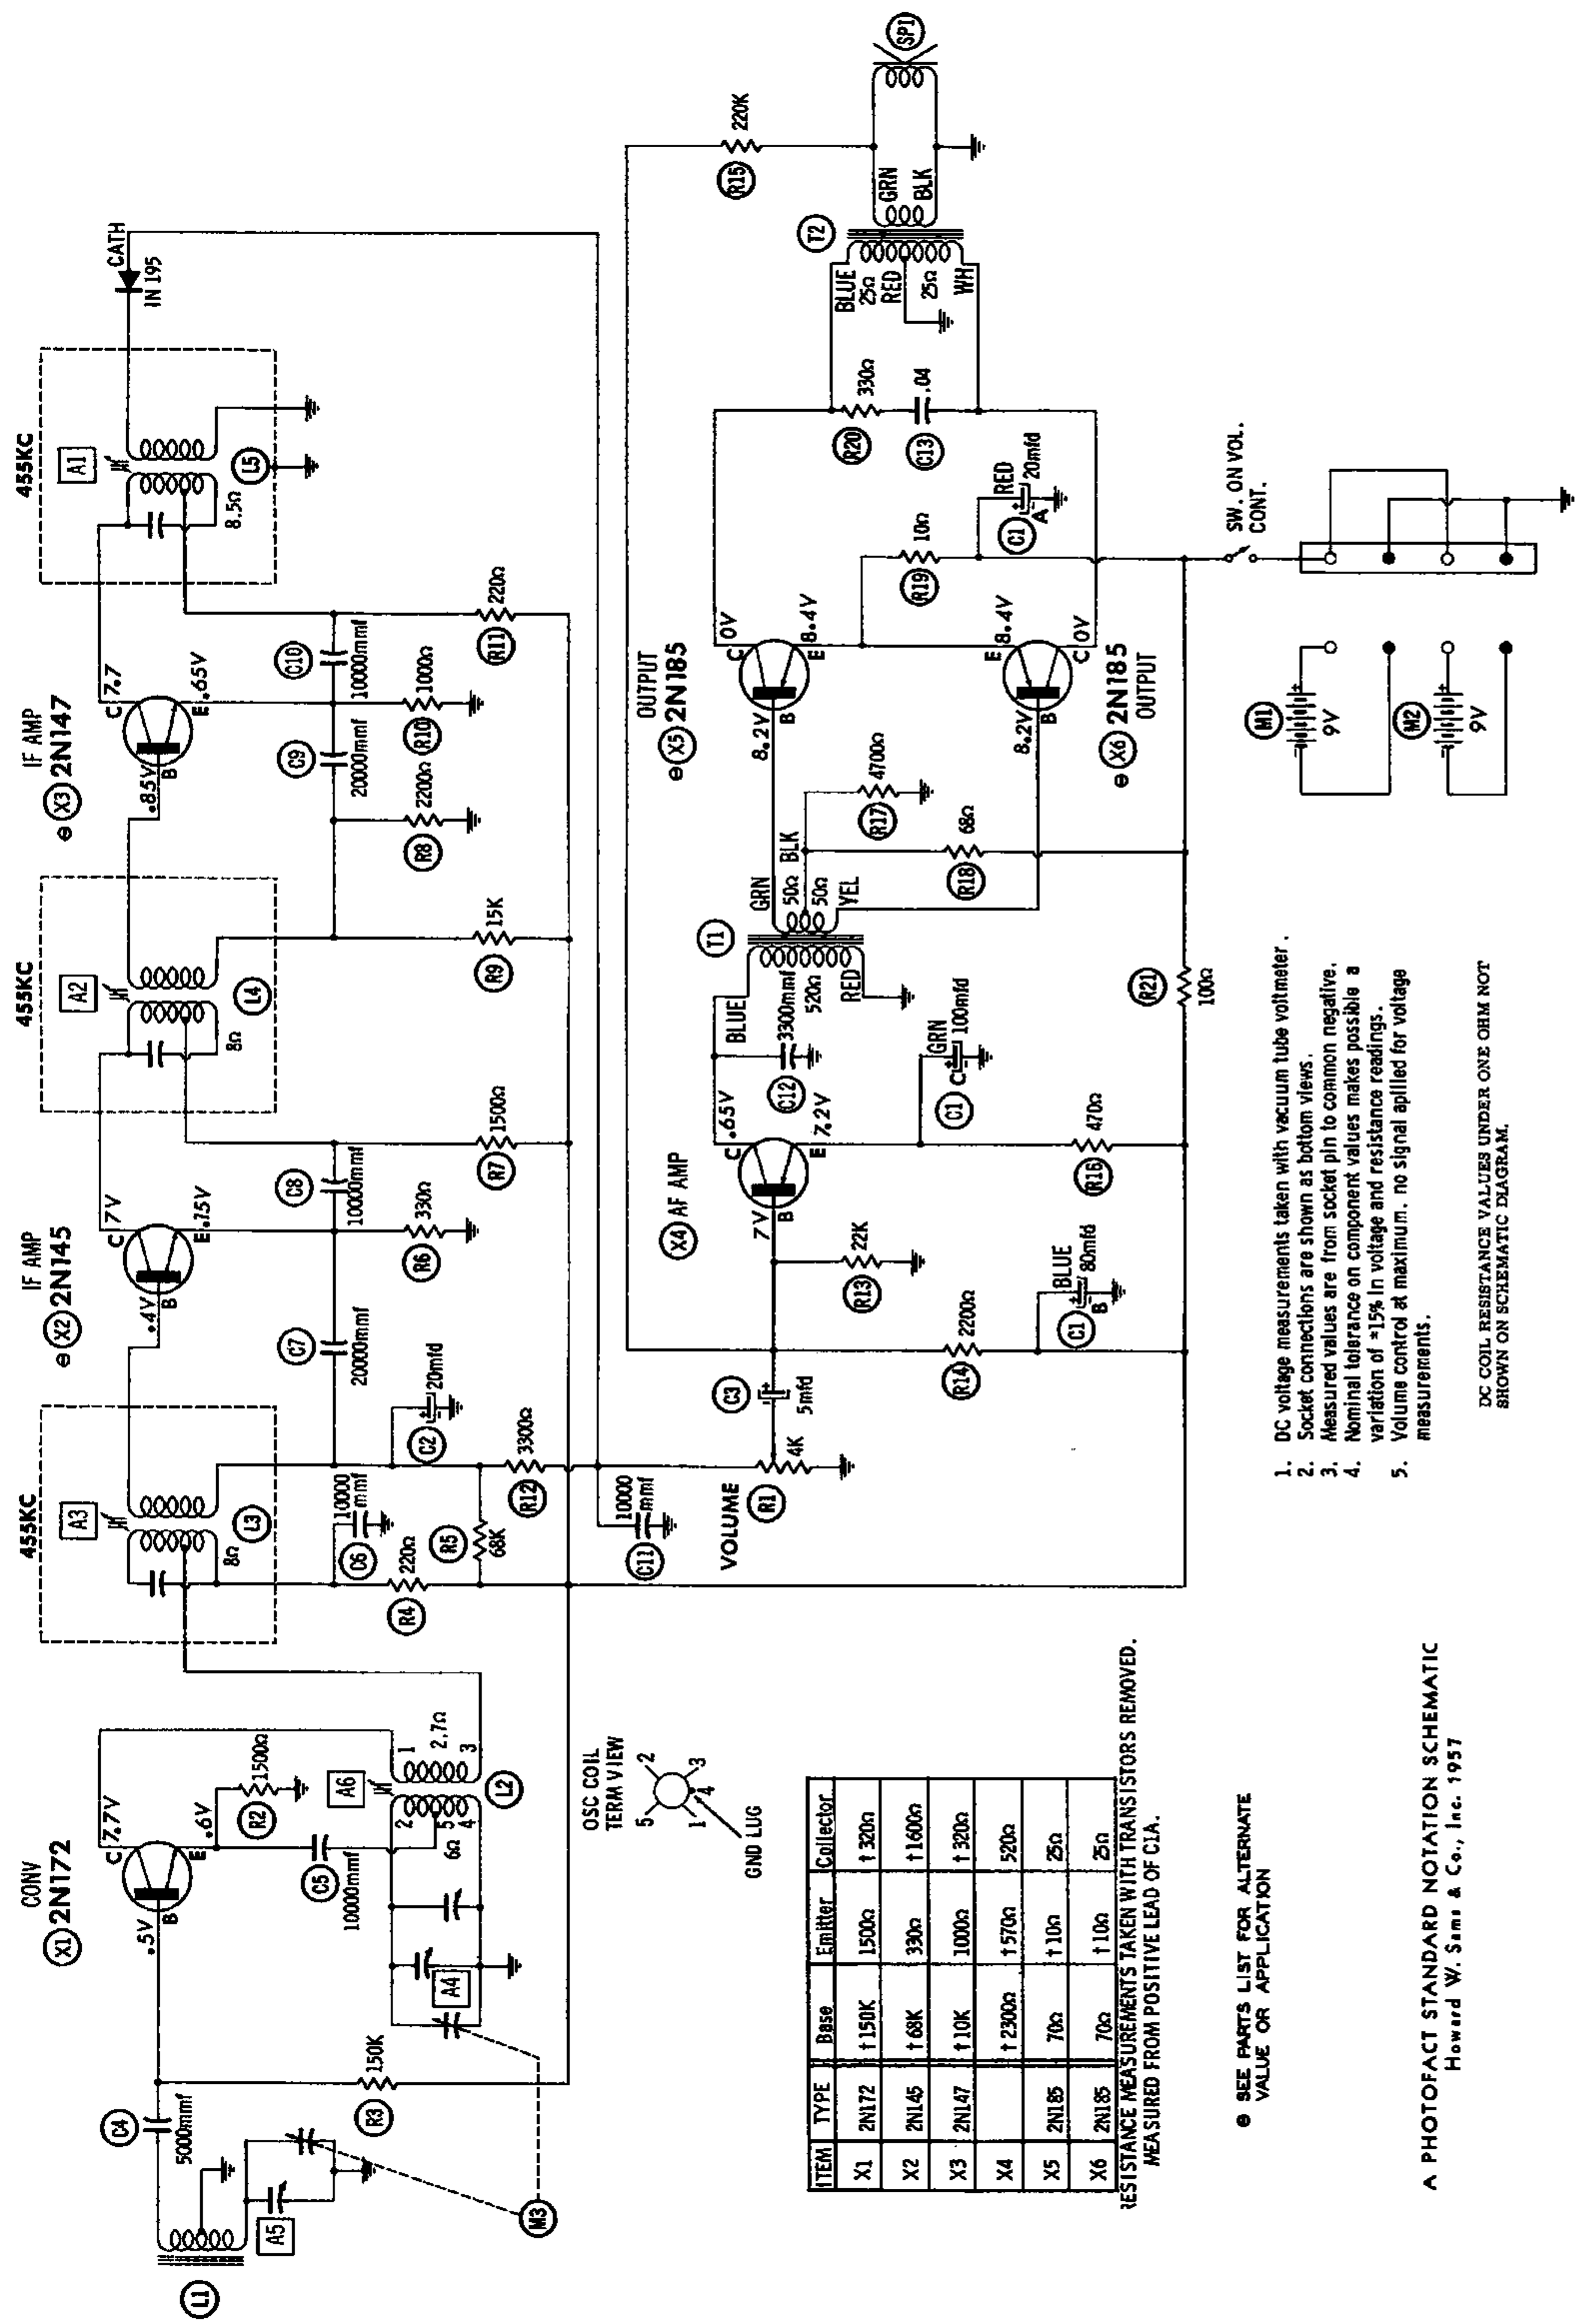 CONV
X1 2N172
IF AMP
⊖ X2 2N145
IF AMP
⊖ X3 2N147
455KC
455KC
455KC
A3
A2
A1
L3
L4
L5
8Ω
8Ω
8.5Ω
C 7.7V
E .6V
.5V
B
C 7V
E .15V
.4V
B
C 7.7
E .65V
.85V
B
CATH
IN 195
L1
A5
C4
5000mmf
M3
R3
150K
A4
C5
10000mmf
R2
1500Ω
A6
1
2.7Ω
3
2
5
4
6Ω
L2
R4
220Ω
C6
10000
mmf
R5
68K
R12
3300Ω
C2
20mfd
C7
20000mmf
R6
330Ω
C8
10000mmf
R7
1500Ω
R9
15K
R8
2200Ω
C9
20000mmf
R10
1000Ω
C10
10000mmf
R11
220Ω
OSC COIL
TERM VIEW
5
2
1
4
3
GND LUG
C11
10000
mmf
VOLUME
R1
4K
C3
5mfd
R14
2200Ω
R13
22K
C1
BLUE
80mfd
B
X4 AF AMP
7V
B
C .65V
E 7.2V
R16
470Ω
C1
C
GRN
100mfd
C12
3300mmf
BLUE
520Ω
RED
T1
GRN
50Ω
BLK
50Ω
YEL
R17
4700Ω
R18
68Ω
R21
100Ω
OUTPUT
⊖ X5 2N185
8.2V
B
C 0V
E 8.4V
8.2V
B
E 8.4V
C 0V
⊖ X6 2N185
OUTPUT
R19
10Ω
C1
A
RED
20mfd
R20
330Ω
C13
.04
T2
BLUE
25Ω
RED
25Ω
WH
GRN
BLK
R15
220K
SP1
SW. ON VOL.
CONT.
M1
9V
M2
9V
ITEM TYPE Base Emitter Collector
X1 2N172 †150K 1500Ω †320Ω
X2 2N145 †68K 330Ω †1600Ω
X3 2N147 †10K 1000Ω †320Ω
X4 †2300Ω †570Ω 520Ω
X5 2N185 70Ω †10Ω 25Ω
X6 2N185 70Ω †10Ω 25Ω
RESISTANCE MEASUREMENTS TAKEN WITH TRANSISTORS REMOVED.
MEASURED FROM POSITIVE LEAD OF C1A.
⊖ SEE PARTS LIST FOR ALTERNATE
VALUE OR APPLICATION
A PHOTOFACT STANDARD NOTATION SCHEMATIC
Howard W. Sams & Co., Inc. 1957
1. DC voltage measurements taken with vacuum tube voltmeter.
2. Socket connections are shown as bottom views.
3. Measured values are from socket pin to common negative.
4. Nominal tolerance on component values makes possible a
variation of ±15% in voltage and resistance readings.
5. Volume control at maximum, no signal apllied for voltage
measurements.
DC COIL RESISTANCE VALUES UNDER ONE OHM NOT
SHOWN ON SCHEMATIC DIAGRAM.